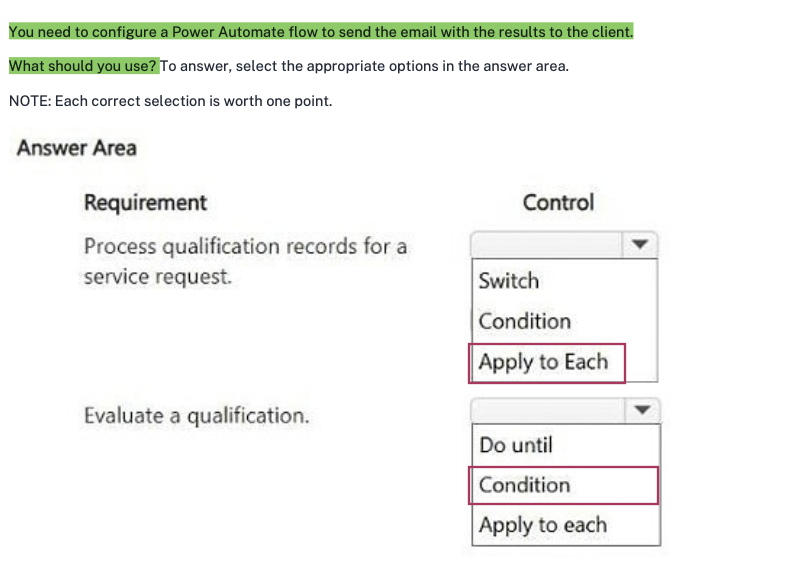 You need to configure a Power Automate flow to send the email with the results to the client.
What should you use? To answer, select the appropriate options in the answer area.
NOTE: Each correct selection is worth one point.
Answer Area
Requirement Control
Process qualification records for a
service request.
Switch
Condition
Apply to Each
Evaluate a qualification.
Do until
Condition
Apply to each